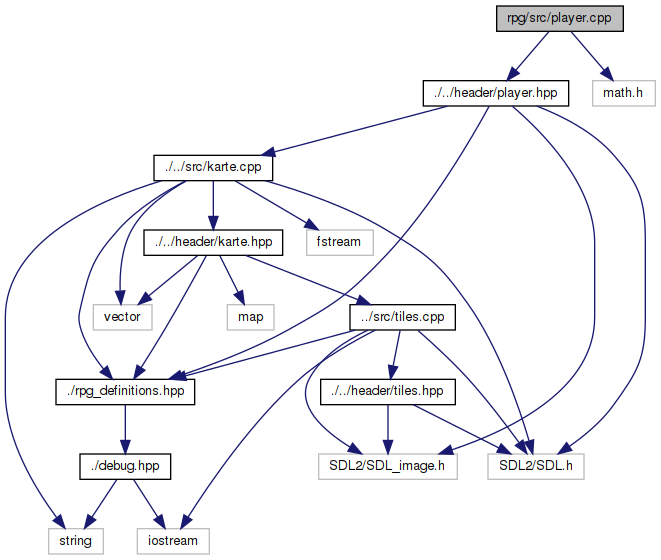 rpg/src/player.cpp
./../header/player.hpp
math.h
./../src/karte.cpp
./../header/karte.hpp
fstream
vector
map
../src/tiles.cpp
./rpg_definitions.hpp
./../header/tiles.hpp
./debug.hpp
SDL2/SDL_image.h
SDL2/SDL.h
string
iostream